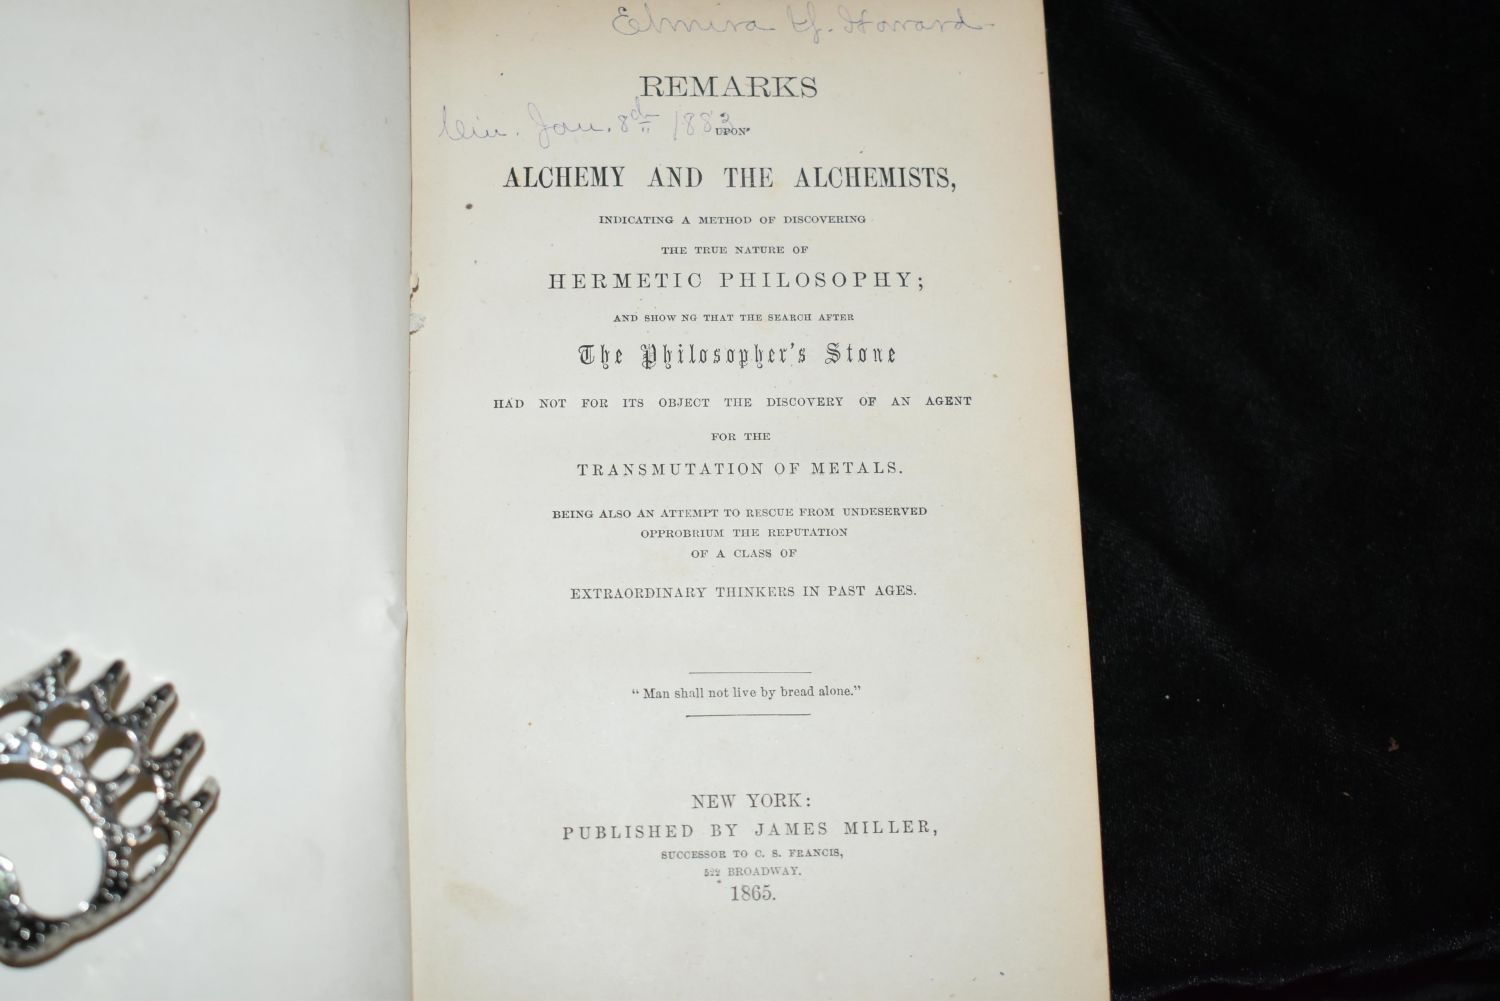 Elmira Y. Howard
REMARKS
Cin. Jan. 8th 1883
UPON
ALCHEMY AND THE ALCHEMISTS,
INDICATING A METHOD OF DISCOVERING
THE TRUE NATURE OF
HERMETIC PHILOSOPHY;
AND SHOW NG THAT THE SEARCH AFTER
The Philosopher's Stone
HAD NOT FOR ITS OBJECT THE DISCOVERY OF AN AGENT
FOR THE
TRANSMUTATION OF METALS.
BEING ALSO AN ATTEMPT TO RESCUE FROM UNDESERVED
OPPROBRIUM THE REPUTATION
OF A CLASS OF
EXTRAORDINARY THINKERS IN PAST AGES.
"Man shall not live by bread alone."
NEW YORK:
PUBLISHED BY JAMES MILLER,
SUCCESSOR TO C. S. FRANCIS,
522 BROADWAY.
1865.